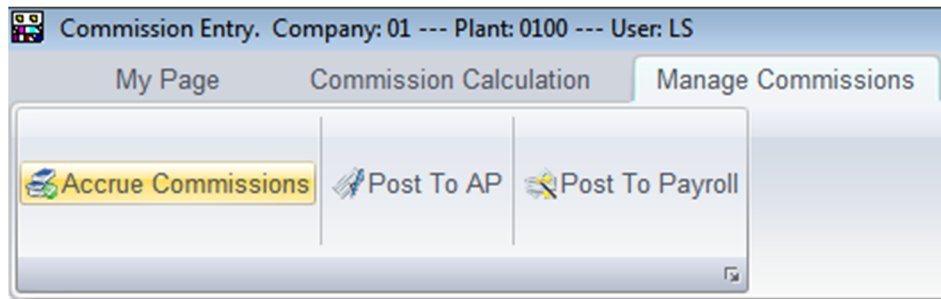 Commission Entry. Company: 01 --- Plant: 0100 --- User: LS
My Page Commission Calculation Manage Commissions
Accrue Commissions Post To AP Post To Payroll